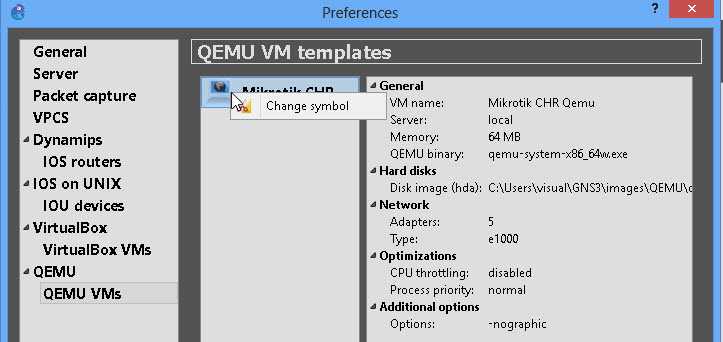 Preferences
?
General
Server
Packet capture
VPCS
Dynamips
IOS routers
IOS on UNIX
IOU devices
VirtualBox
VirtualBox VMs
QEMU
QEMU VMs
QEMU VM templates
Mikrotik CHR
Change symbol
General
VM name: Mikrotik CHR Qemu
Server: local
Memory: 64 MB
QEMU binary: qemu-system-x86_64w.exe
Hard disks
Disk image (hda): C:\Users\visual\GNS3\images\QEMU\
Network
Adapters: 5
Type: e1000
Optimizations
CPU throttling: disabled
Process priority: normal
Additional options
Options: -nographic